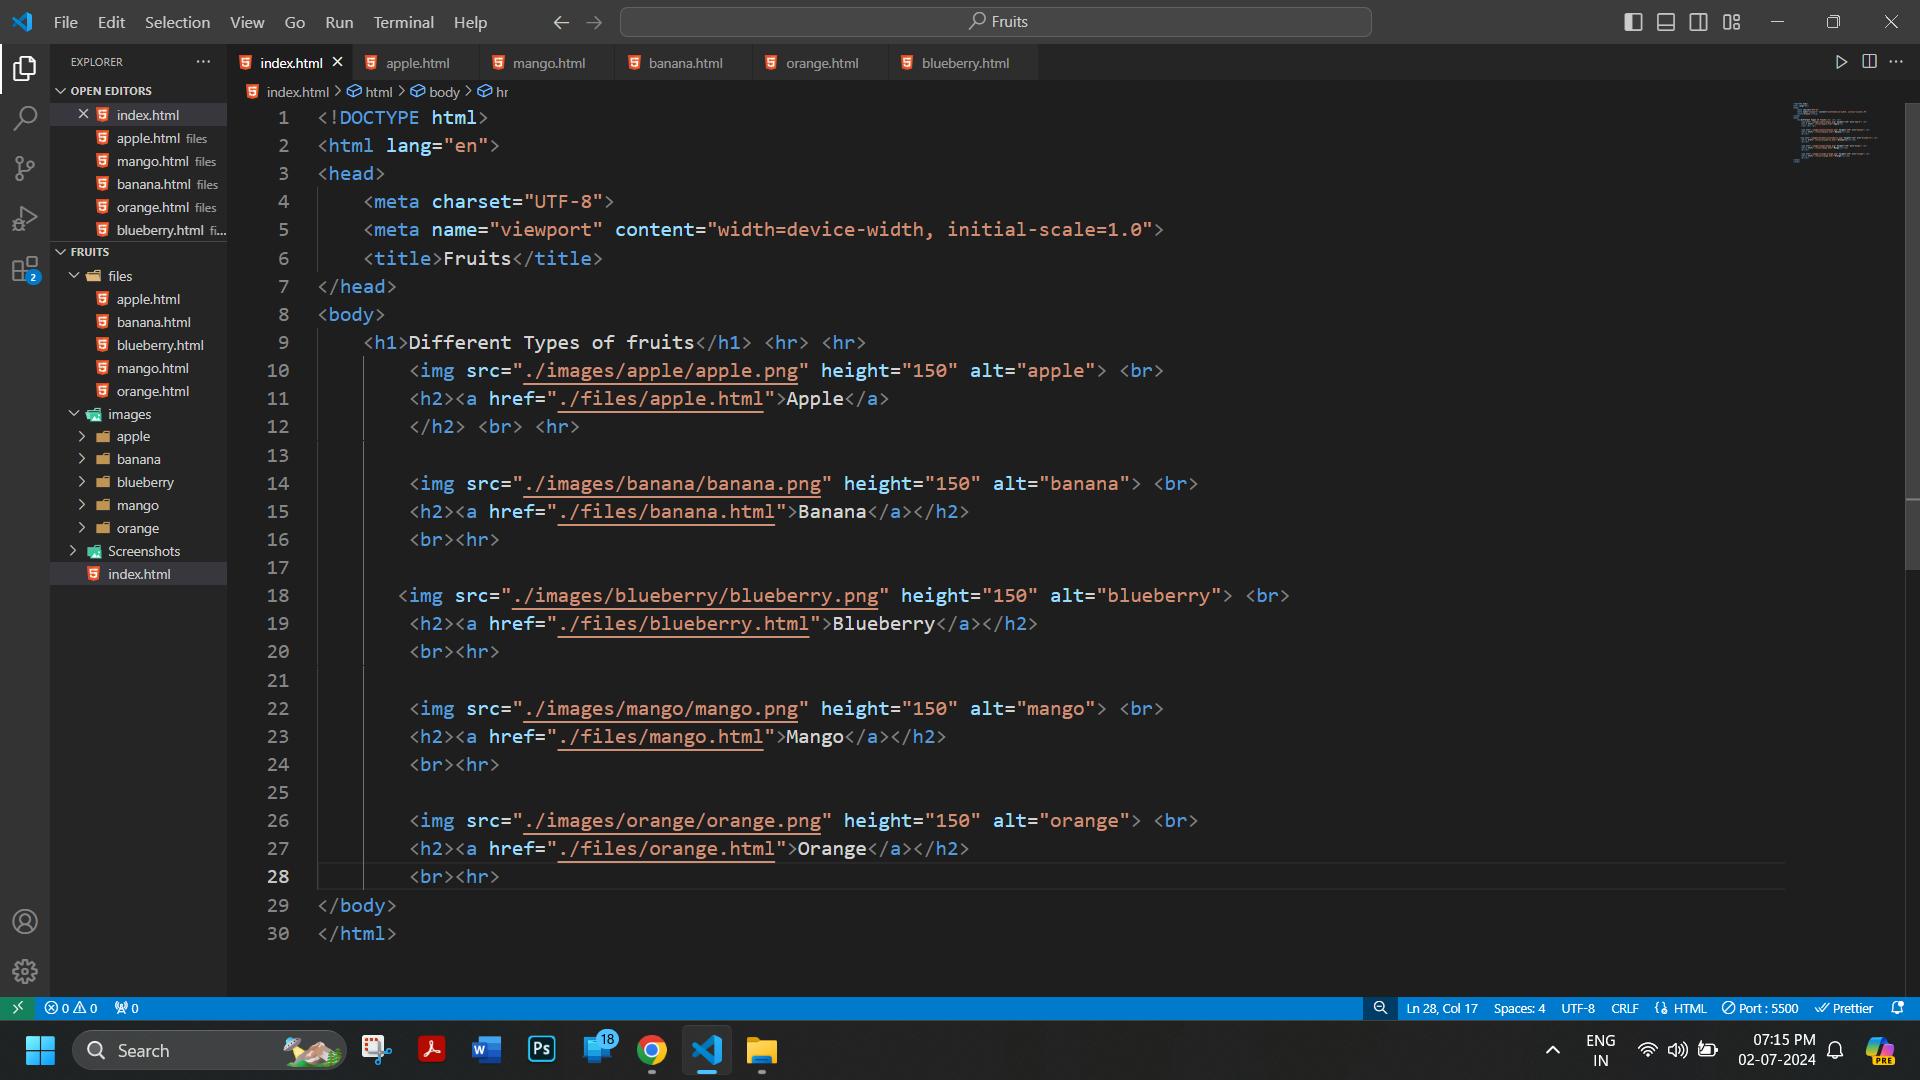 File Edit Selection View Go Run Terminal Help
Fruits
EXPLORER
OPEN EDITORS
index.html
apple.html files
mango.html files
banana.html files
orange.html files
blueberry.html fi...
FRUITS
files
apple.html
banana.html
blueberry.html
mango.html
orange.html
images
apple
banana
blueberry
mango
orange
Screenshots
index.html
2
index.html apple.html mango.html banana.html orange.html blueberry.html
index.html > html > body > hr
1 <!DOCTYPE html>
2 <html lang="en">
3 <head>
4 <meta charset="UTF-8">
5 <meta name="viewport" content="width=device-width, initial-scale=1.0">
6 <title>Fruits</title>
7 </head>
8 <body>
9 <h1>Different Types of fruits</h1> <hr> <hr>
10 <img src="./images/apple/apple.png" height="150" alt="apple"> <br>
11 <h2><a href="./files/apple.html">Apple</a>
12 </h2> <br> <hr>
13
14 <img src="./images/banana/banana.png" height="150" alt="banana"> <br>
15 <h2><a href="./files/banana.html">Banana</a></h2>
16 <br><hr>
17
18 <img src="./images/blueberry/blueberry.png" height="150" alt="blueberry"> <br>
19 <h2><a href="./files/blueberry.html">Blueberry</a></h2>
20 <br><hr>
21
22 <img src="./images/mango/mango.png" height="150" alt="mango"> <br>
23 <h2><a href="./files/mango.html">Mango</a></h2>
24 <br><hr>
25
26 <img src="./images/orange/orange.png" height="150" alt="orange"> <br>
27 <h2><a href="./files/orange.html">Orange</a></h2>
28 <br><hr>
29 </body>
30 </html>
0 0 0 Ln 28, Col 17 Spaces: 4 UTF-8 CRLF HTML Port : 5500 Prettier
Search
Ps
18
ENG
IN
07:15 PM
02-07-2024
PRE